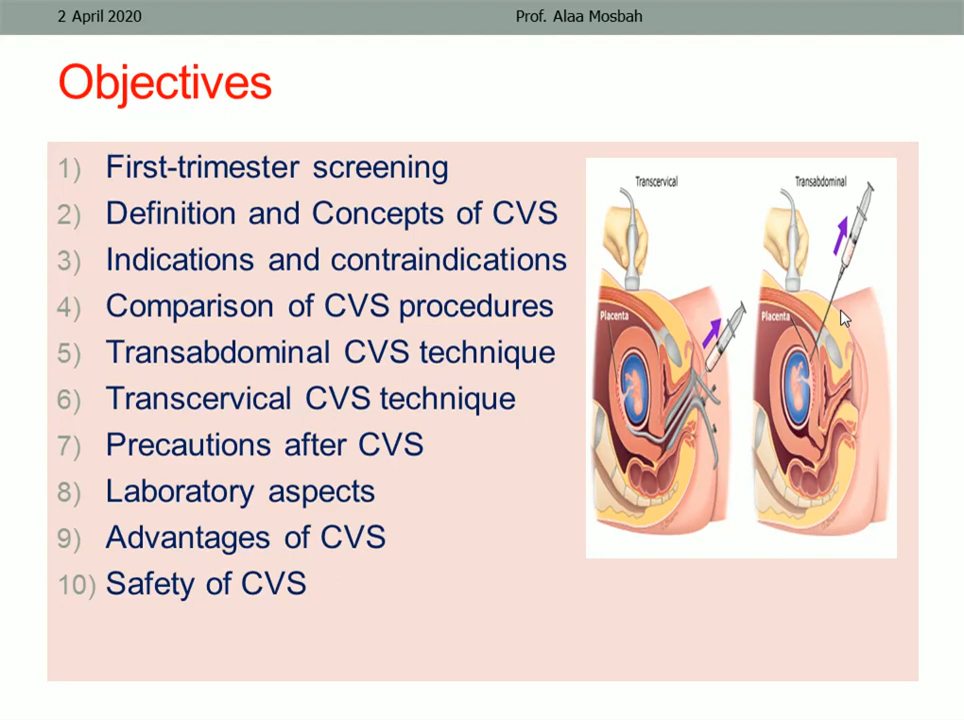 2 April 2020
Prof. Alaa Mosbah
Objectives
1) First-trimester screening
2) Definition and Concepts of CVS
3) Indications and contraindications
4) Comparison of CVS procedures
5) Transabdominal CVS technique
6) Transcervical CVS technique
7) Precautions after CVS
8) Laboratory aspects
9) Advantages of CVS
10) Safety of CVS
Transcervical
Transabdominal
Placenta
Placenta